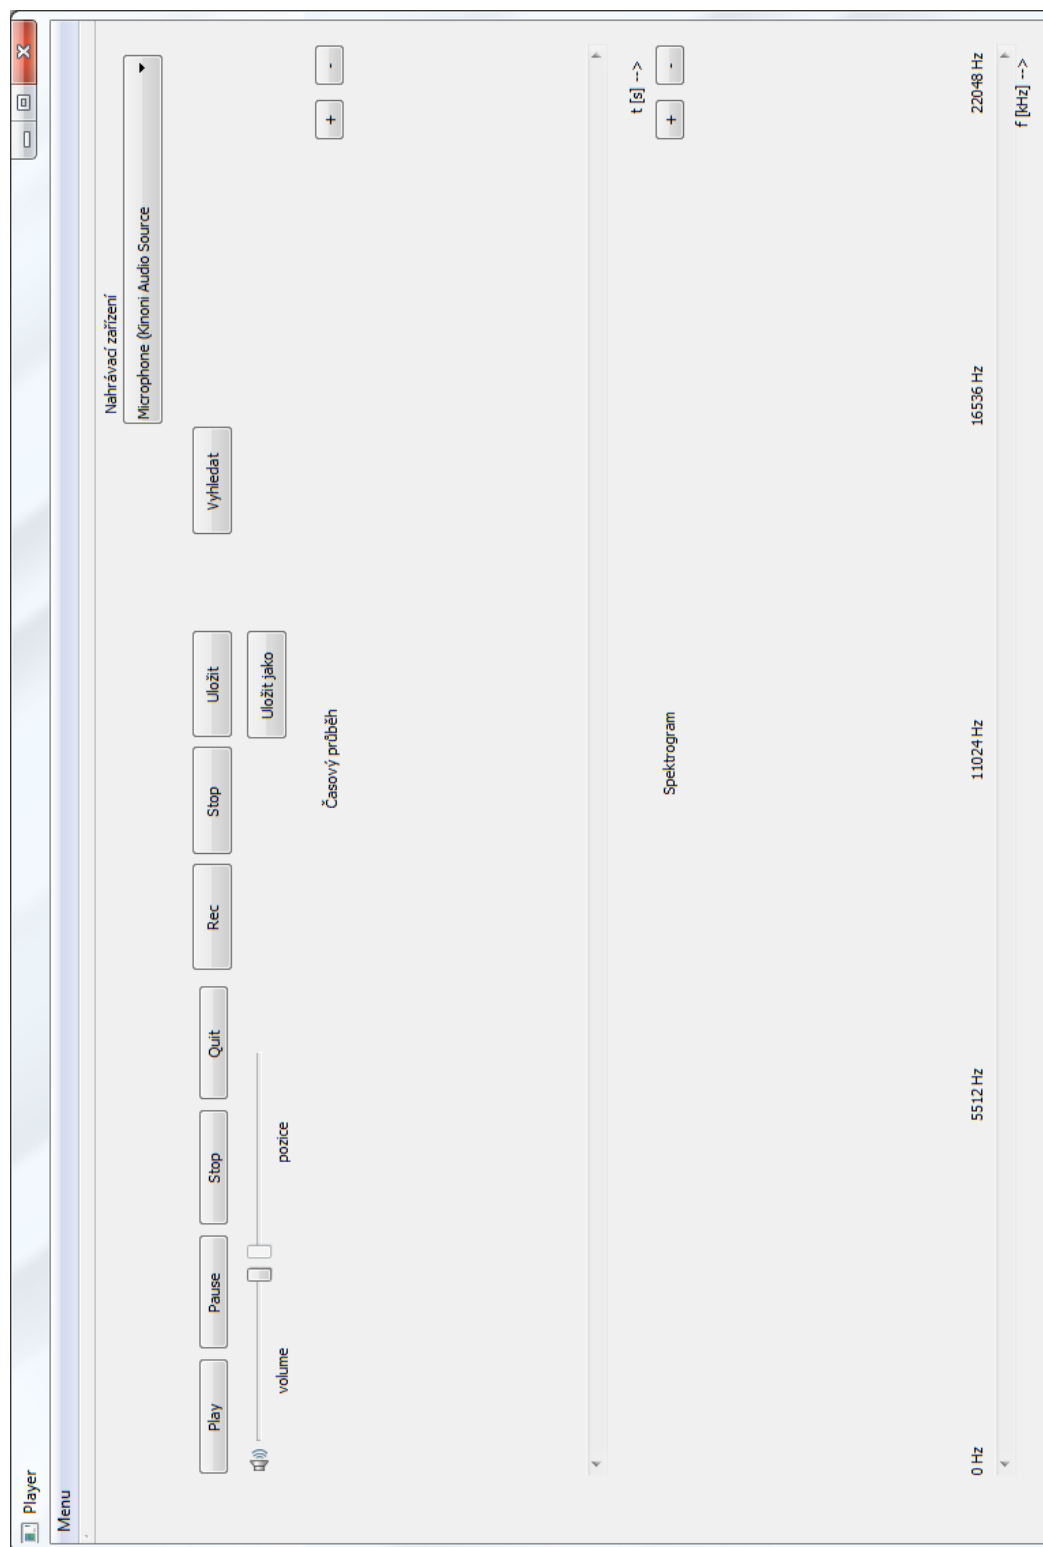 Player
Menu
Nahrávací zařízení
Microphone (Kinoni Audio Source
Play Pause Stop Quit Rec Stop Uložit Vyhledat
Uložit jako
volume pozice
Časový průběh + -
t [s] -->
Spektrogram + -
0 Hz 5512 Hz 11024 Hz 16536 Hz 22048 Hz
f [kHz] -->